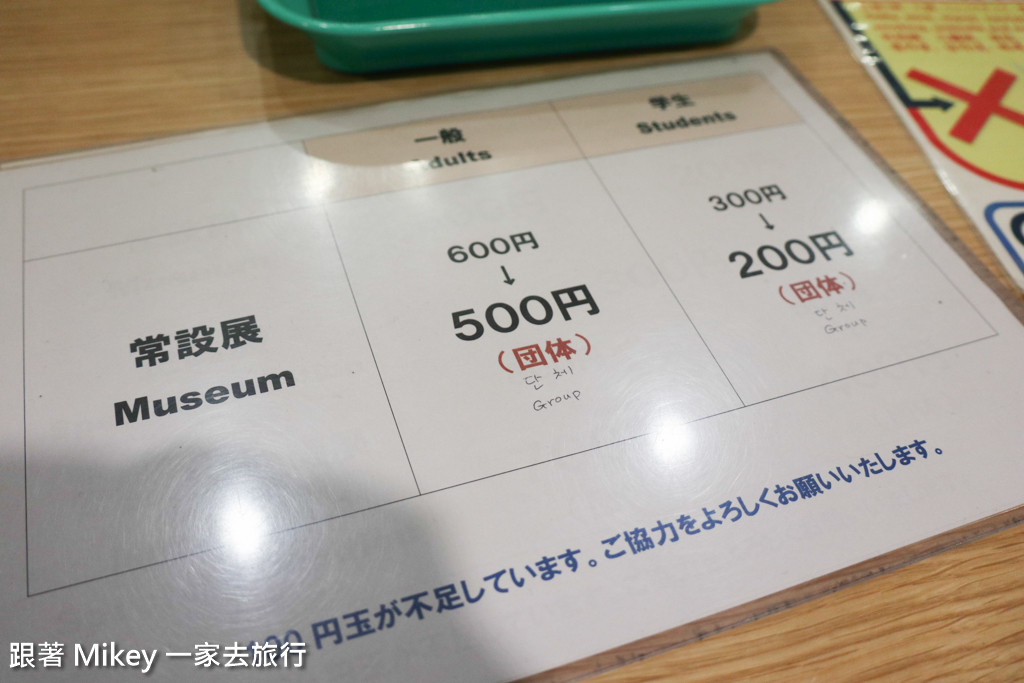 一般
Adults
学生
Students
常設展
Museum
600円
↓
500円
(団体)
단체
Group
300円
↓
200円
(団体)
단체
Group
円玉が不足しています。ご協力をよろしくお願いいたします。
跟著 Mikey 一家去旅行